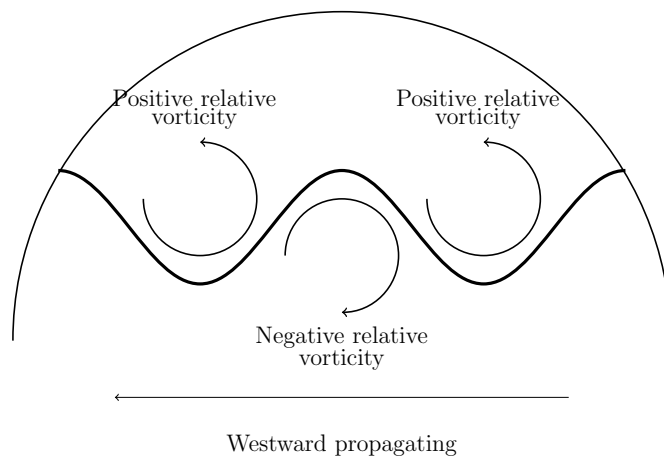 Positive relative
vorticity
Positive relative
vorticity
Negative relative
vorticity
Westward propagating